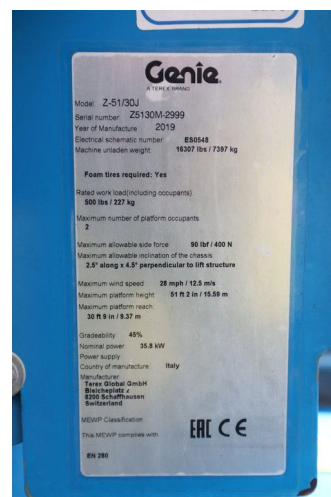 Genie
A TEREX BRAND
Model: Z-51/30J
Serial number: Z5130M-2999
Year of Manufacture 2019
Electrical schematic number: ES0548
Machine unladen weight: 16307 lbs / 7397 kg
Foam tires required: Yes
Rated work load(including occupants)
500 lbs / 227 kg
Maximum number of platform occupants
2
Maximum allowable side force 90 lbf / 400 N
Maximum allowable inclination of the chassis
2.5° along x 4.5° perpendicular to lift structure
Maximum wind speed 28 mph / 12.5 m/s
Maximum platform height 51 ft 2 in / 15.59 m
Maximum platform reach:
30 ft 9 in / 9.37 m
Gradeability 45%
Nominal power 35.8 kW
Power supply
Country of manufacture Italy
Manufacturer
Terex Global GmbH
Bleicheplatz 2
8200 Schaffhausen
Switzerland
MEWP Classification
This MEWP complies with
EAC CE
EN 280